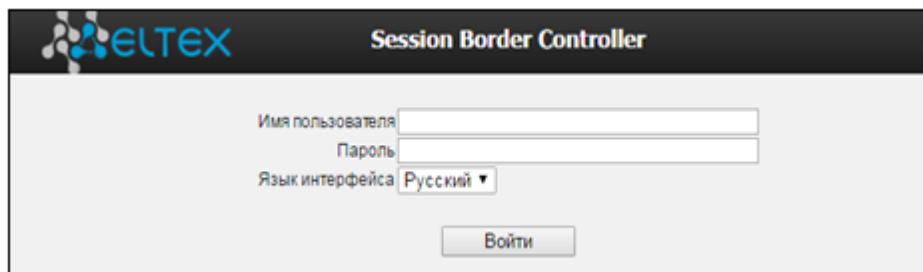 ELTEX Session Border Controller
Имя пользователя
Пароль
Язык интерфейса Русский
Войти